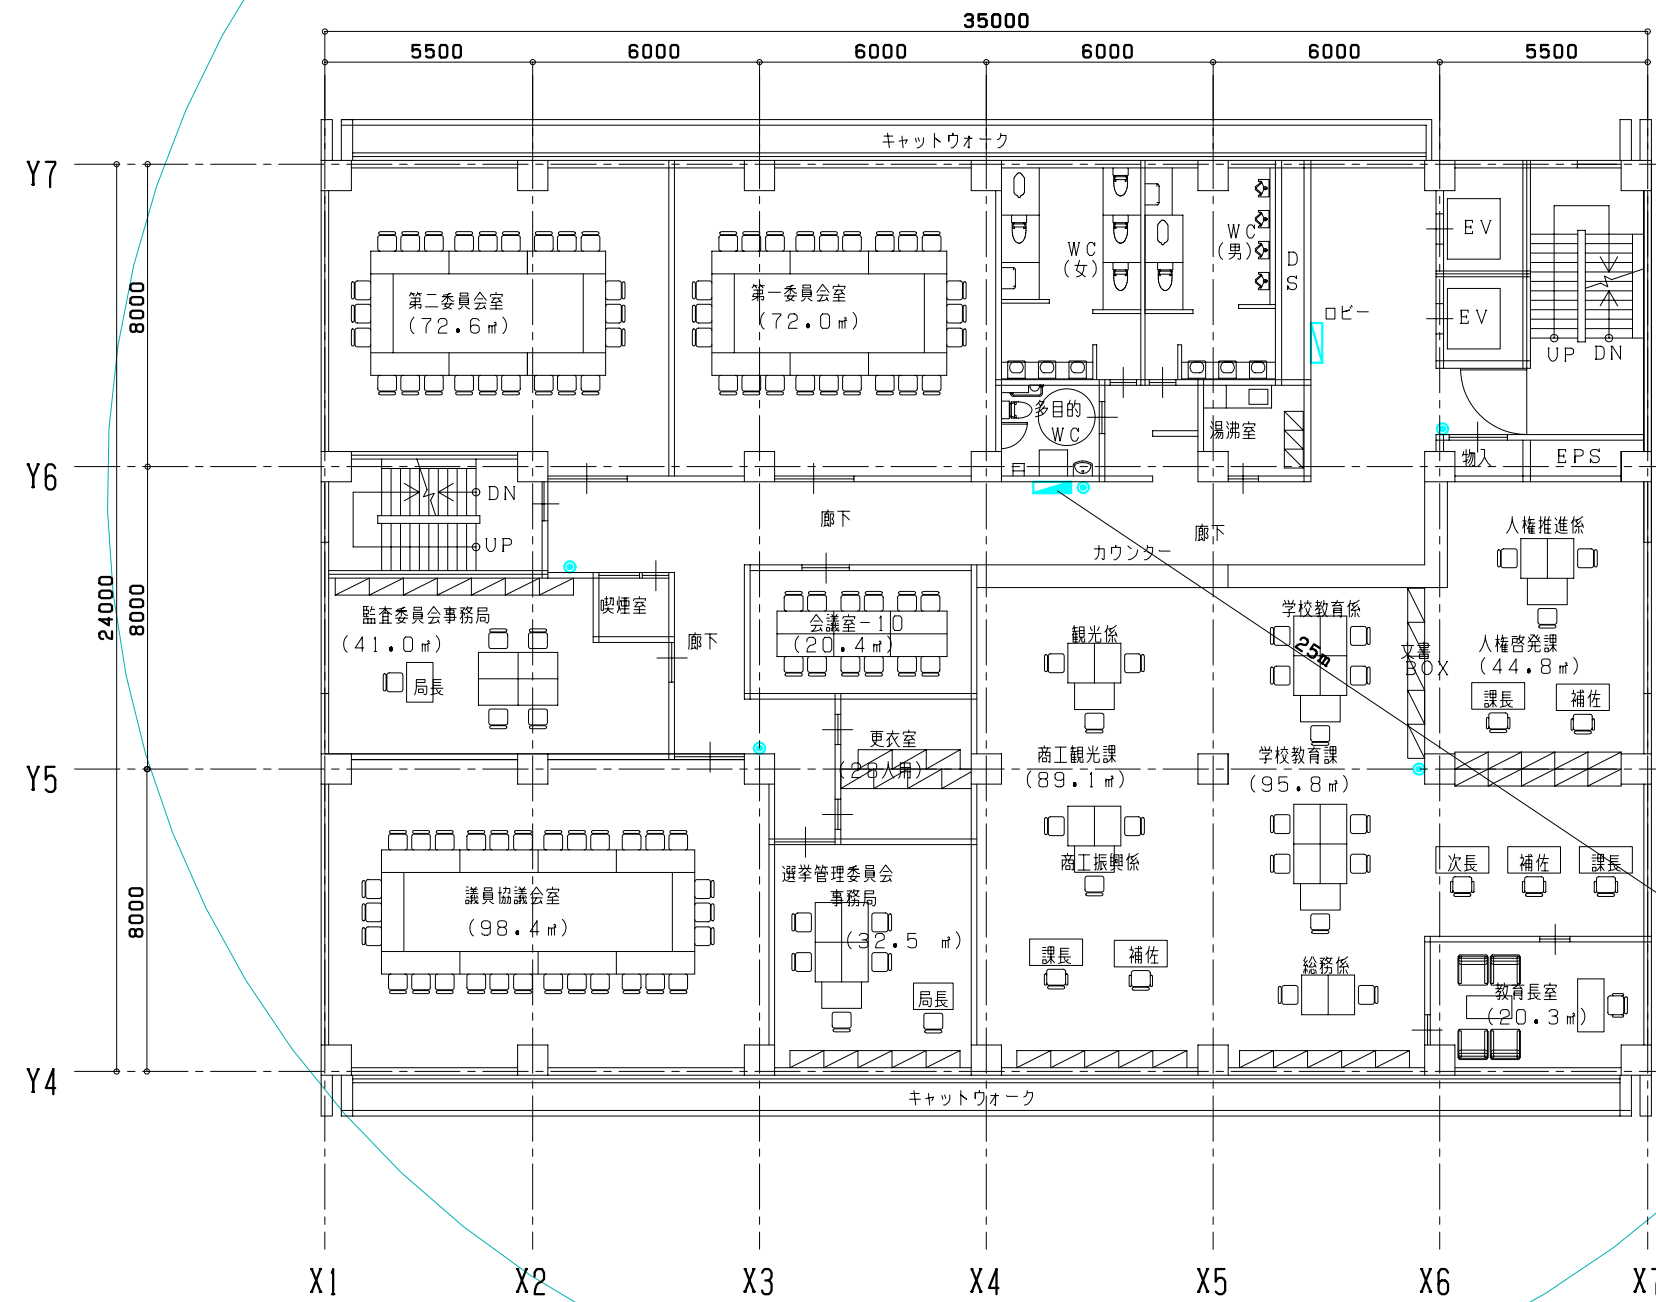 35000
5500
6000
6000
6000
6000
5500
キャットウォーク
Y7
8000
第二委員会室
(72.6㎡)
第一委員会室
(72.0㎡)
WC
(女)
WC
(男)
DS
ロビー
EV
EV
UP DN
多目的
WC
湯沸室
物入
EPS
Y6
DN
UP
廊下
廊下
カウンター
人権推進係
24000
8000
監査委員会事務局
(41.0㎡)
局長
喫煙室
廊下
会議室-10
(20.4㎡)
観光係
学校教育係
25m
文書
BOX
人権啓発課
(44.8㎡)
課長
補佐
更衣室
(28人用)
商工観光課
(89.1㎡)
学校教育課
(95.8㎡)
Y5
8000
商工振興係
次長
補佐
課長
議員協議会室
(98.4㎡)
選挙管理委員会
事務局
(32.5 ㎡)
局長
課長
補佐
総務係
教育長室
(20.3㎡)
Y4
キャットウォーク
X1
X2
X3
X4
X5
X6
X7